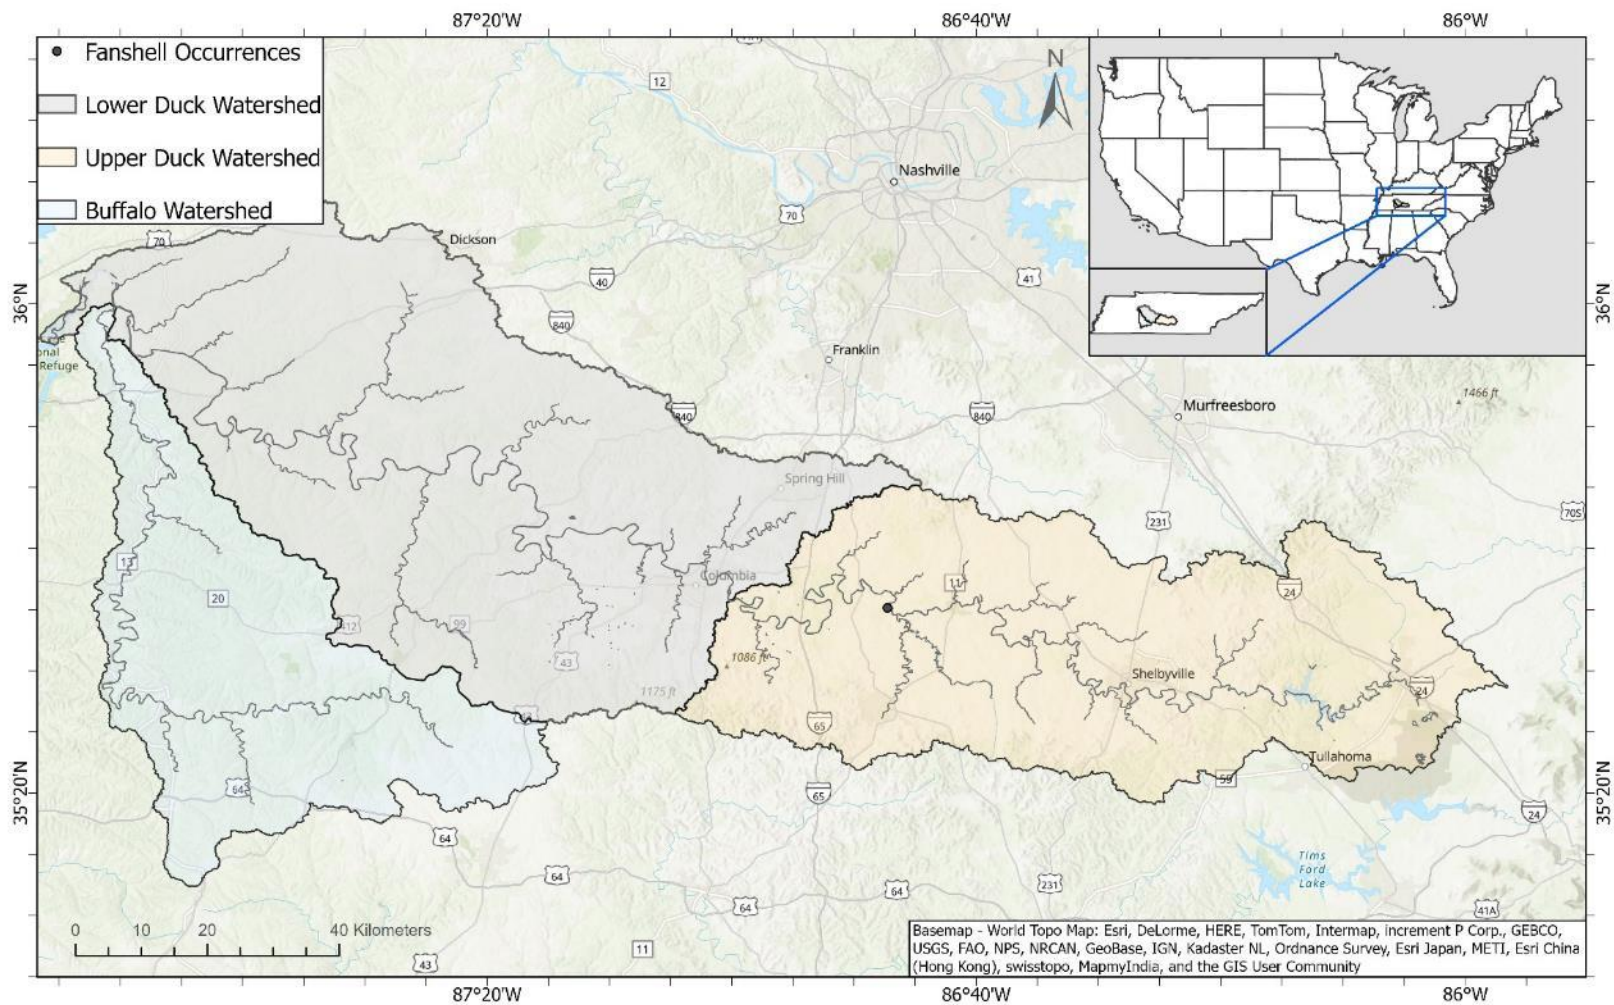 87°20'W
86°40'W
86°W
Fanshell Occurrences
Lower Duck Watershed
Upper Duck Watershed
Buffalo Watershed
N
12
Nashville
70
70
Dickson
40
41
36°N
36°N
840
Franklin
onal
Refuge
840
840
Murfreesboro
1466 ft
Spring Hill
70S
231
13
Columbia
11
24
20
99
43
1086 ft
1175 ft
Shelbyville
24
65
35°20'N
35°20'N
Tullahoma
64
65
55
24
64
64
64
64
231
Tims
Ford
Lake
41A
0 10 20 40 Kilometers
43
11
Basemap - World Topo Map: Esri, DeLorme, HERE, TomTom, Intermap, increment P Corp., GEBCO,
USGS, FAO, NPS, NRCAN, GeoBase, IGN, Kadaster NL, Ordnance Survey, Esri Japan, METI, Esri China
(Hong Kong), swisstopo, MapmyIndia, and the GIS User Community
87°20'W
86°40'W
86°W